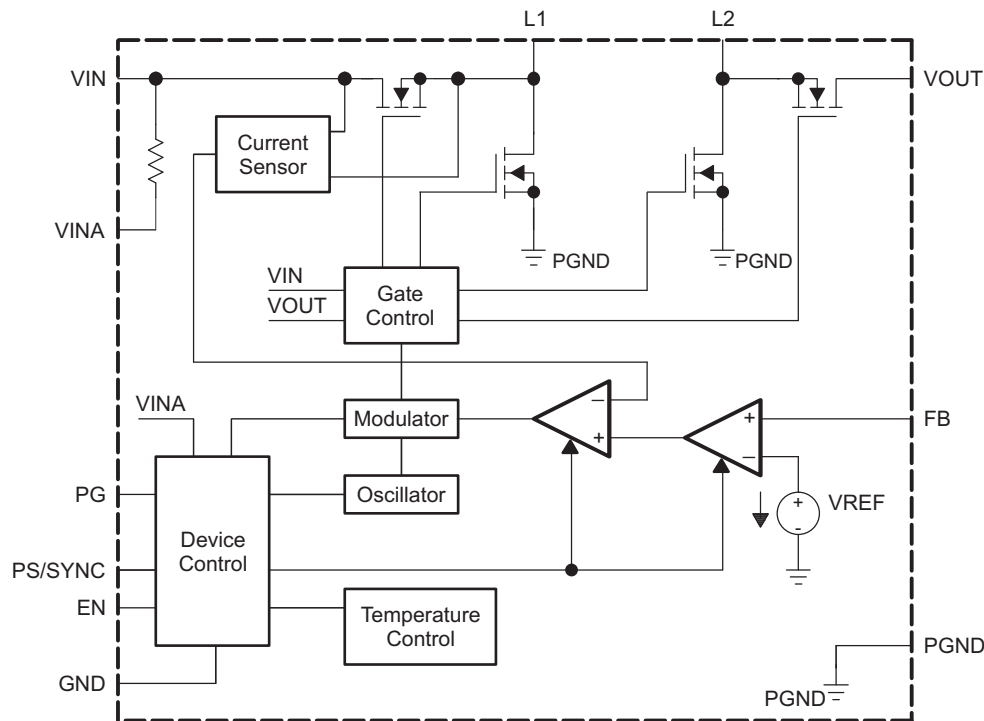 L1
L2
VIN
VOUT
Current
Sensor
VINA
PGND
PGND
VIN
VOUT
Gate
Control
VINA
Modulator
−
+
+
−
FB
PG
Oscillator
+
-
VREF
Device
Control
PS/SYNC
EN
Temperature
Control
PGND
GND
PGND